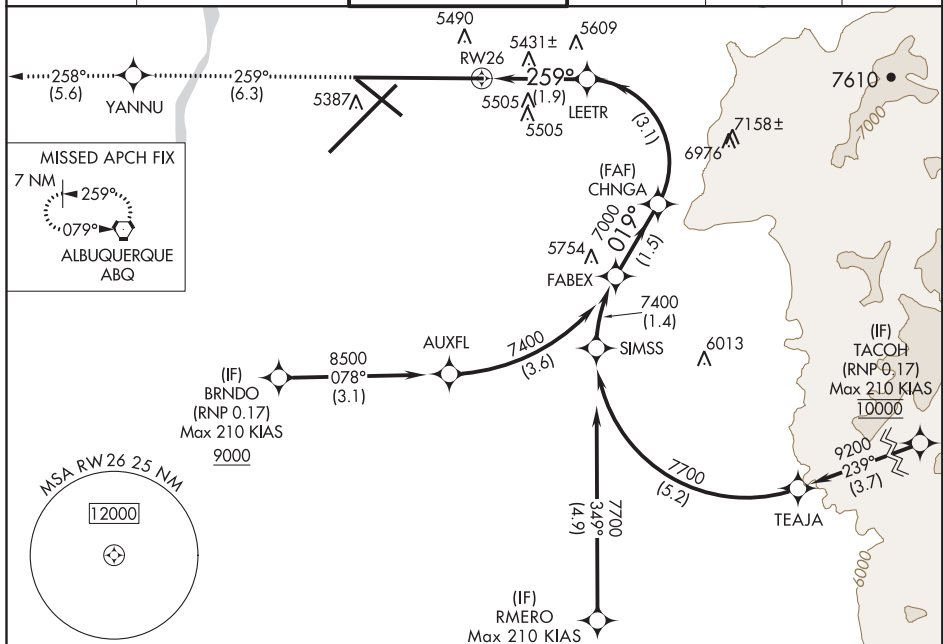 5490
5431±
5609
RW26
258°
(5.6)
YANNU
259°
(6.3)
5387
259°
(1.9)
5505
5505
LEETR
7610
7000
7158±
6976
(3.1)
MISSED APCH FIX
7 NM
259°
079°
ALBUQUERQUE
ABQ
(FAF)
CHNGA
7000
019°
(1.5)
5754
FABEX
7400
(1.4)
AUXFL
7400
(3.6)
SIMSS
6013
(IF)
BRNDO
(RNP 0.17)
Max 210 KIAS
9000
8500
078°
(3.1)
(IF)
TACOH
(RNP 0.17)
Max 210 KIAS
10000
9200
239°
(3.7)
7700
(5.2)
TEAJA
7700
349°
(4.9)
MSA RW26 25 NM
12000
6000
(IF)
RMERO
Max 210 KIAS